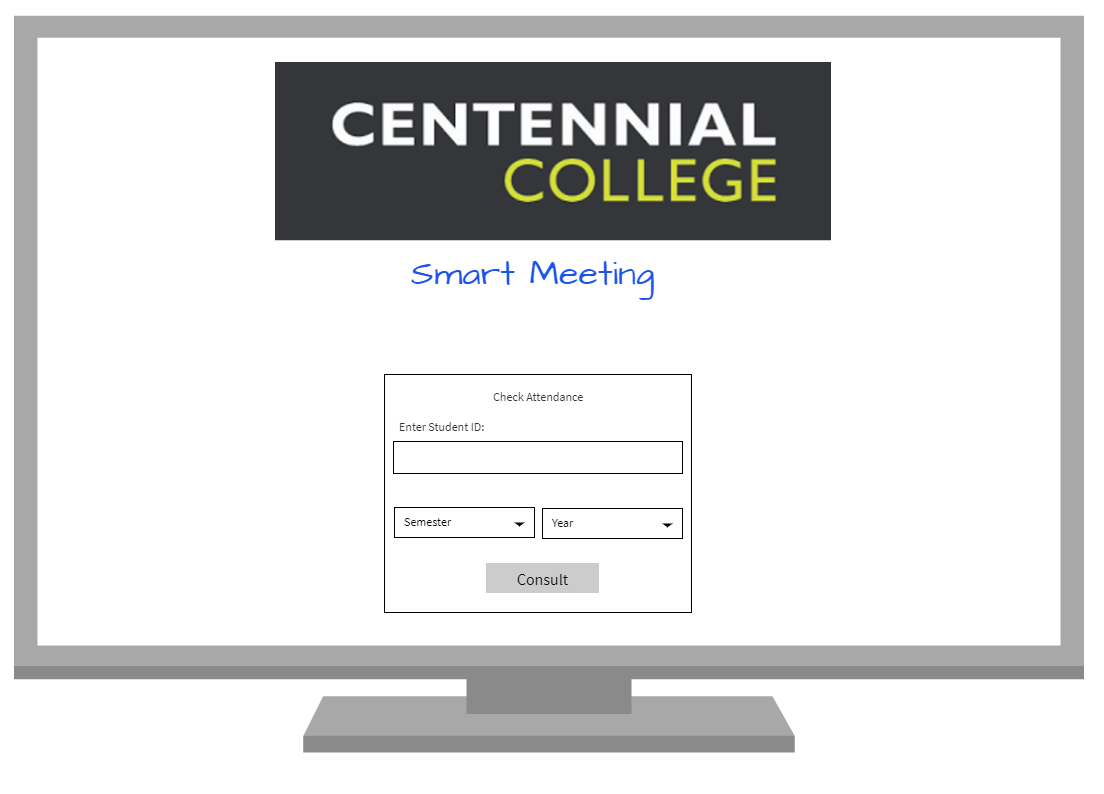 CENTENNIAL
COLLEGE
Smart Meeting
Check Attendance
Enter Student ID:
Semester Year
Consult